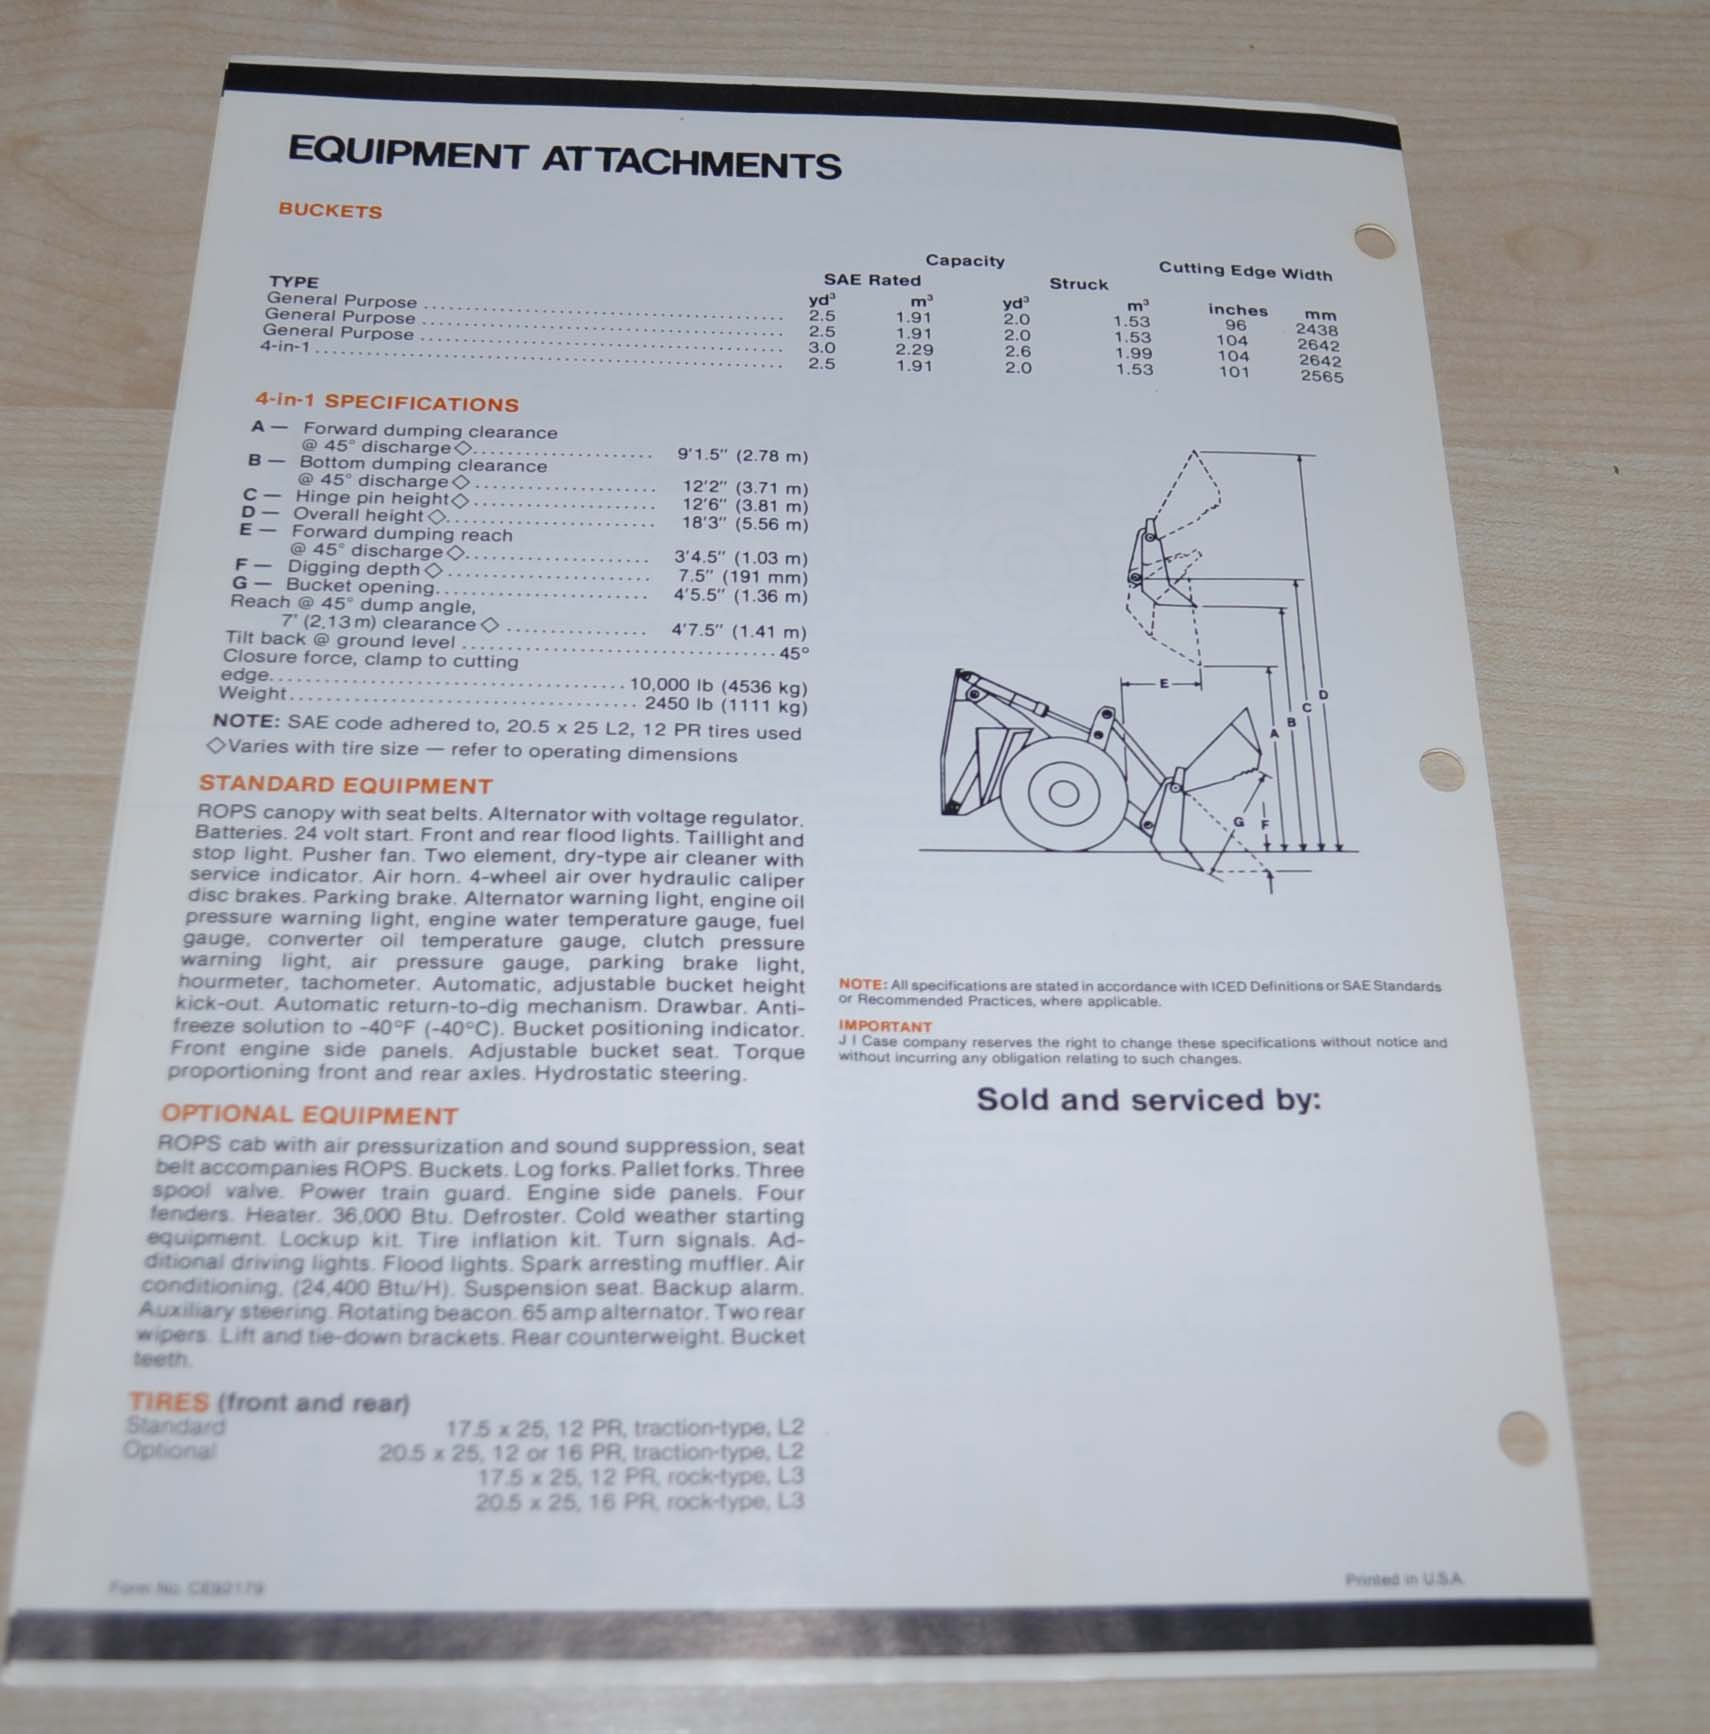 EQUIPMENT ATTACHMENTS
BUCKETS
Capacity Cutting Edge Width
TYPE SAE Rated Struck
yd³ m³ yd³ m³ inches mm
General Purpose ........ 2.5 1.91 2.0 1.53 96 2438
General Purpose ........ 2.5 1.91 2.0 1.53 104 2642
General Purpose ........ 3.0 2.29 2.6 1.99 104 2642
4-in-1 ........ 2.5 1.91 2.0 1.53 101 2565
4-in-1 SPECIFICATIONS
A — Forward dumping clearance
@ 45° discharge◇........ 9'1.5" (2.78 m)
B — Bottom dumping clearance
@ 45° discharge◇........ 12'2" (3.71 m)
C — Hinge pin height◇........ 12'6" (3.81 m)
D — Overall height◇........ 18'3" (5.56 m)
E — Forward dumping reach
@ 45° discharge◇........ 3'4.5" (1.03 m)
F — Digging depth◇........ 7.5" (191 mm)
G — Bucket opening........ 4'5.5" (1.36 m)
Reach @ 45° dump angle,
7' (2.13 m) clearance◇ ........ 4'7.5" (1.41 m)
Tilt back @ ground level ........ 45°
Closure force, clamp to cutting
edge........ 10,000 lb (4536 kg)
Weight........ 2450 lb (1111 kg)
NOTE: SAE code adhered to, 20.5 x 25 L2, 12 PR tires used
◇Varies with tire size — refer to operating dimensions
STANDARD EQUIPMENT
ROPS canopy with seat belts. Alternator with voltage regulator.
Batteries. 24 volt start. Front and rear flood lights. Taillight and
stop light. Pusher fan. Two element, dry-type air cleaner with
service indicator. Air horn. 4-wheel air over hydraulic caliper
disc brakes. Parking brake. Alternator warning light, engine oil
pressure warning light, engine water temperature gauge, fuel
gauge, converter oil temperature gauge, clutch pressure
warning light, air pressure gauge, parking brake light,
hourmeter, tachometer. Automatic, adjustable bucket height
kick-out. Automatic return-to-dig mechanism. Drawbar. Anti-
freeze solution to -40°F (-40°C). Bucket positioning indicator.
Front engine side panels. Adjustable bucket seat. Torque
proportioning front and rear axles. Hydrostatic steering.
OPTIONAL EQUIPMENT
ROPS cab with air pressurization and sound suppression, seat
belt accompanies ROPS. Buckets. Log forks. Pallet forks. Three
spool valve. Power train guard. Engine side panels. Four
fenders. Heater. 36,000 Btu. Defroster. Cold weather starting
equipment. Lockup kit. Tire inflation kit. Turn signals. Ad-
ditional driving lights. Flood lights. Spark arresting muffler. Air
conditioning, (24,400 Btu/H). Suspension seat. Backup alarm.
Auxiliary steering. Rotating beacon. 65 amp alternator. Two rear
wipers. Lift and tie-down brackets. Rear counterweight. Bucket
teeth.
TIRES (front and rear)
Standard 17.5 x 25, 12 PR, traction-type, L2
Optional 20.5 x 25, 12 or 16 PR, traction-type, L2
17.5 x 25, 12 PR, rock-type, L3
20.5 x 25, 16 PR, rock-type, L3
E
D
C
B
A
G
F
NOTE: All specifications are stated in accordance with ICED Definitions or SAE Standards
or Recommended Practices, where applicable.
IMPORTANT
J I Case company reserves the right to change these specifications without notice and
without incurring any obligation relating to such changes.
Sold and serviced by:
Form No. CE92179
Printed in U.S.A.